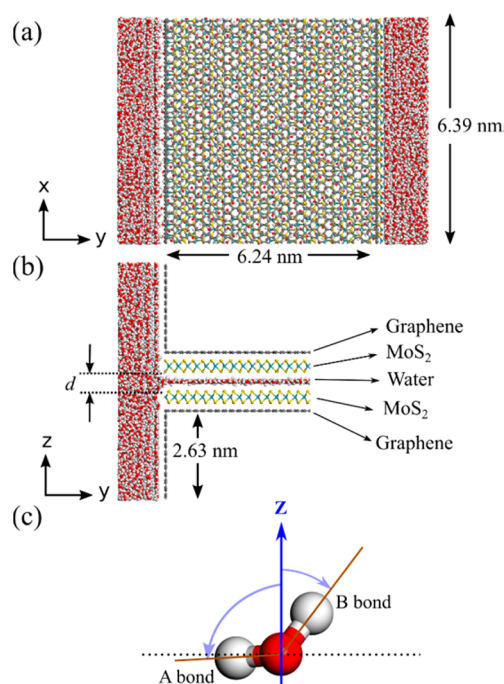 (a)
x
y
6.24 nm
6.39 nm
(b)
d
z
y
2.63 nm
Graphene
MoS₂
Water
MoS₂
Graphene
(c)
Z
B bond
A bond